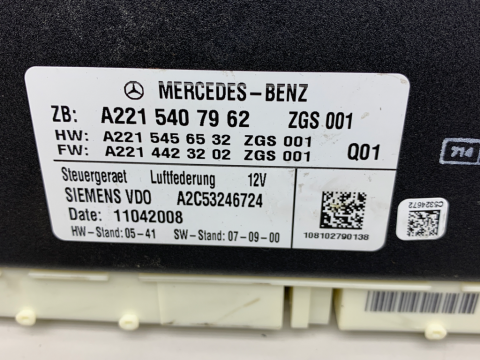 MERCEDES-BENZ
ZB: A221 540 79 62 ZGS 001
HW: A221 545 65 32 ZGS 001
FW: A221 442 32 02 ZGS 001 Q01
Steuergeraet Luftfederung 12V
SIEMENS VDO A2C53246724
Date: 11042008
HW-Stand: 05-41 SW-Stand: 07-09-00
108102790138
C5324672
714